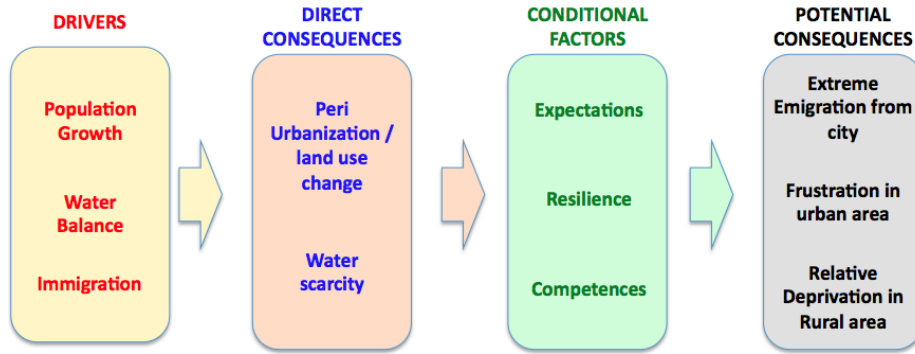 DRIVERS
Population
Growth
Water
Balance
Immigration
DIRECT
CONSEQUENCES
Peri
Urbanization /
land use
change
Water
scarcity
CONDITIONAL
FACTORS
Expectations
Resilience
Competences
POTENTIAL
CONSEQUENCES
Extreme
Emigration from
city
Frustration in
urban area
Relative
Deprivation in
Rural area